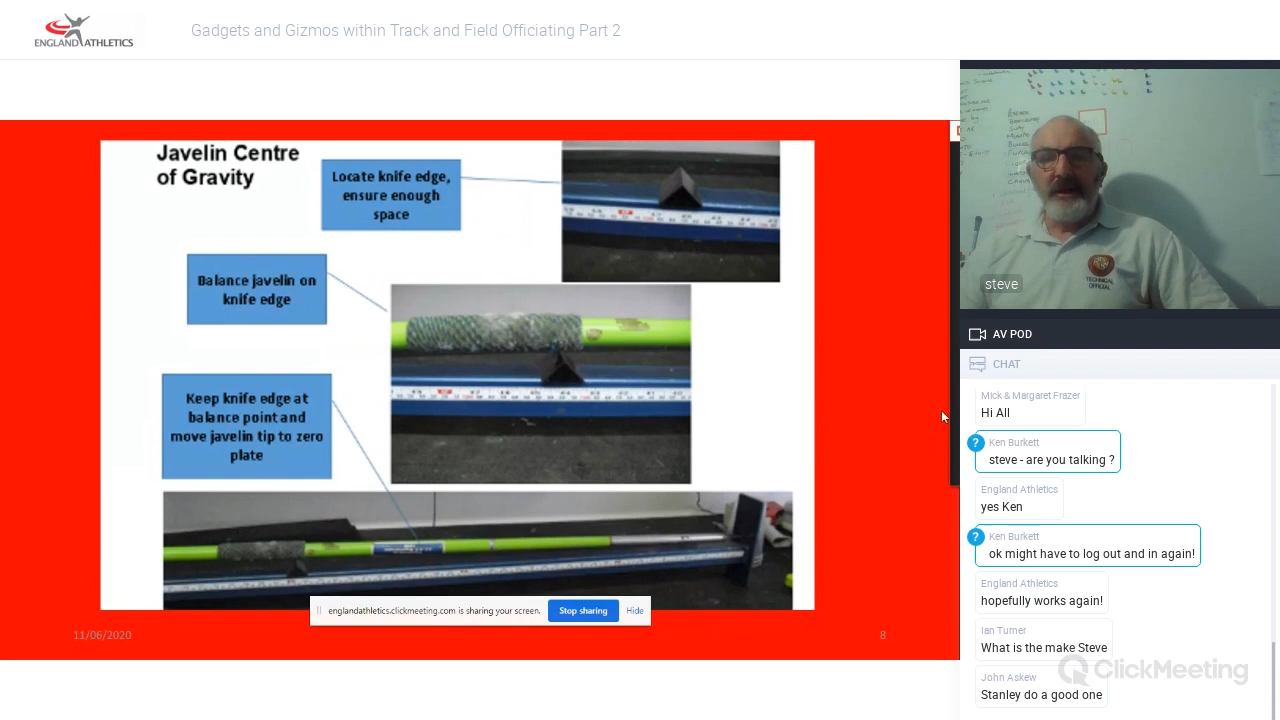 ENGLAND ATHLETICS
Gadgets and Gizmos within Track and Field Officiating Part 2
Javelin Centre
of Gravity
Locate knife edge,
ensure enough
space
Balance javelin on
knife edge
Keep knife edge at
balance point and
move javelin tip to zero
plate
englandathletics.clickmeeting.com is sharing your screen.
Stop sharing
Hide
11/06/2020
8
TECHNICAL
OFFICIAL
steve
AV POD
CHAT
Mick & Margaret Frazer
Hi All
?
Ken Burkett
steve - are you talking ?
England Athletics
yes Ken
?
Ken Burkett
ok might have to log out and in again!
England Athletics
hopefully works again!
Ian Turner
What is the make Steve
ClickMeeting
John Askew
Stanley do a good one